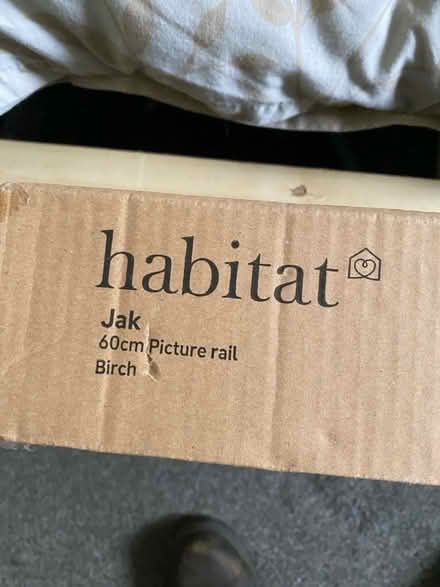 habitat
Jak
60cm Picture rail
Birch